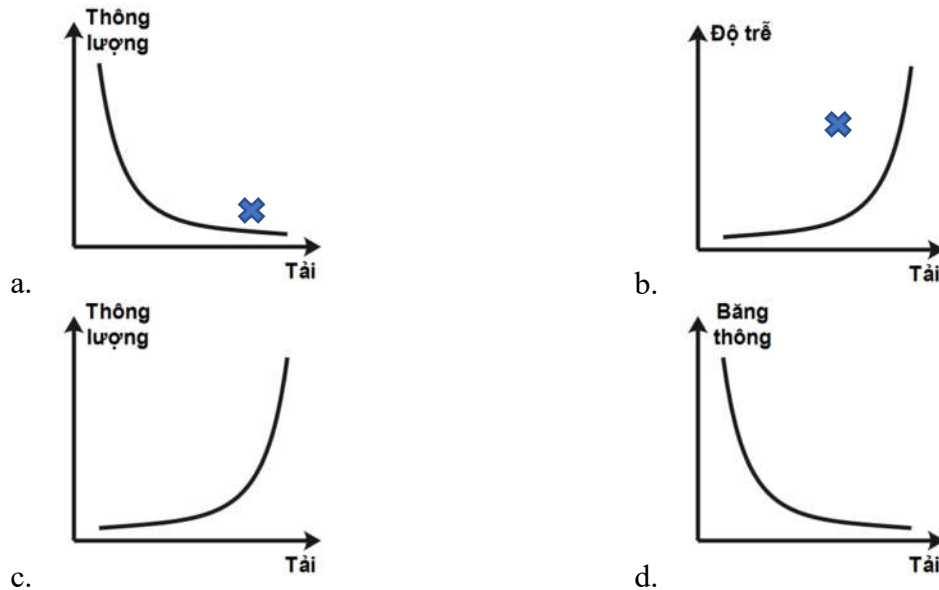 Thông
lượng
Tải
a.
Độ trễ
Tải
b.
Thông
lượng
Tải
c.
Băng
thông
Tải
d.